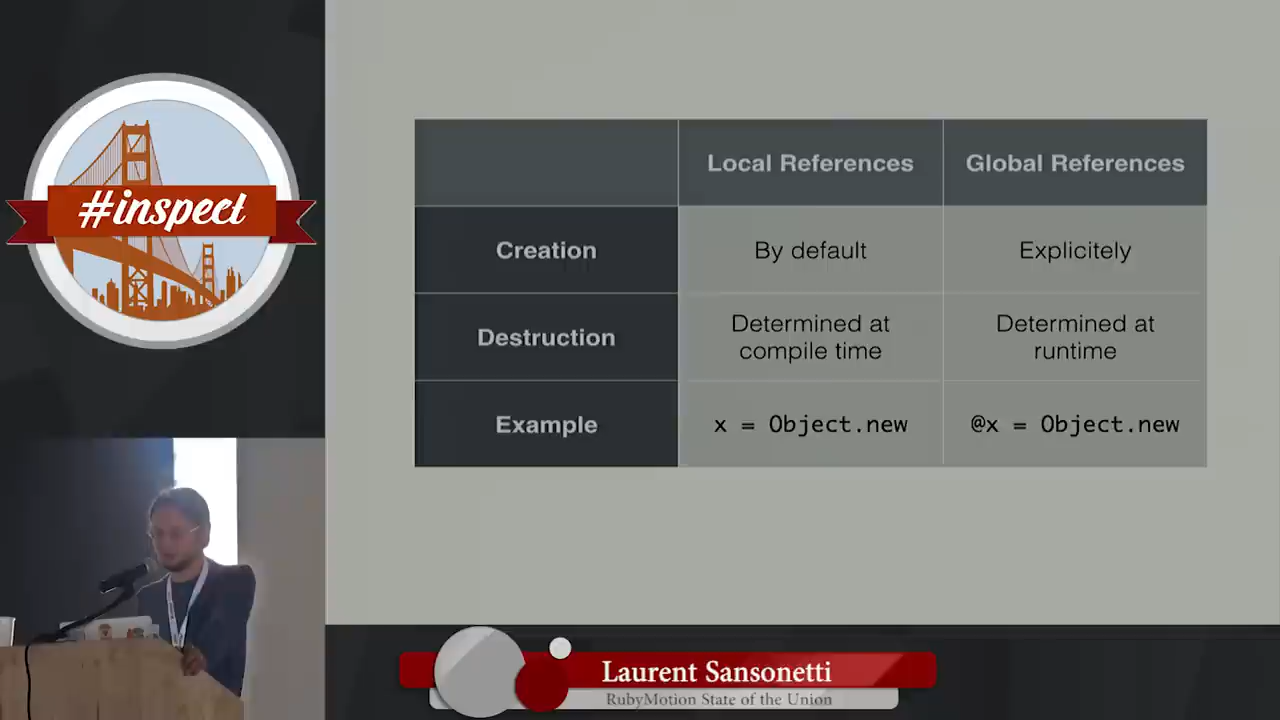 #inspect
Local References
Global References
Creation
By default
Explicitely
Destruction
Determined at
compile time
Determined at
runtime
Example
x = Object.new
@x = Object.new
Laurent Sansonetti
RubyMotion State of the Union